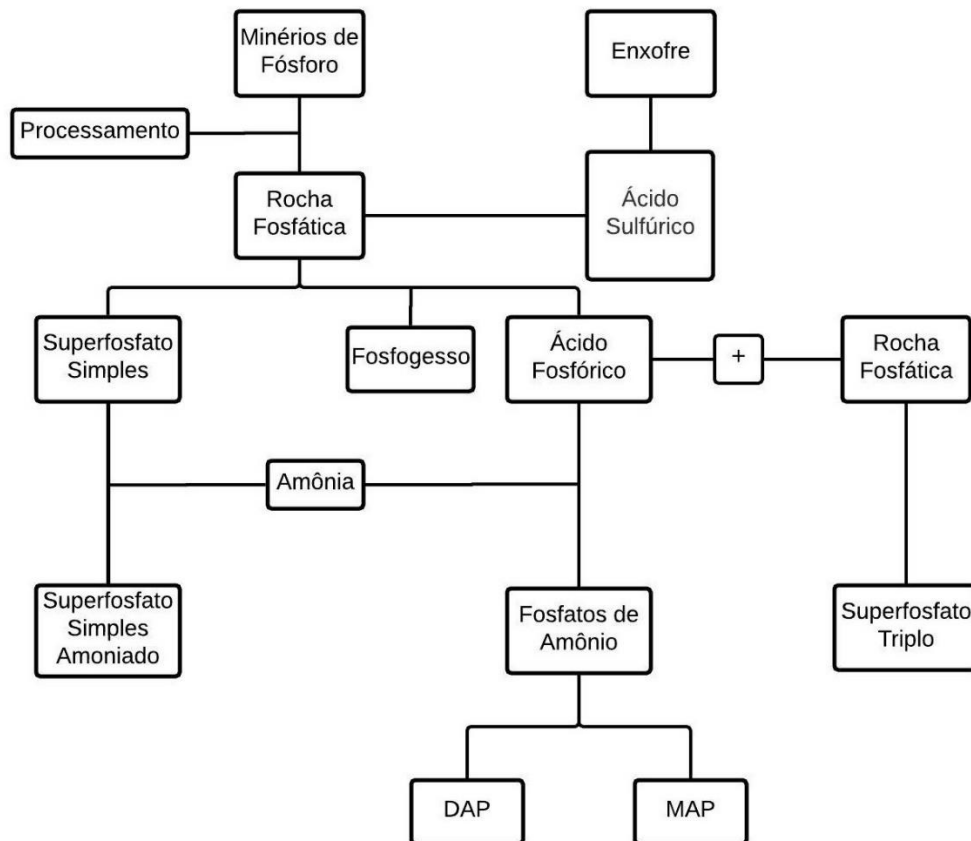 Minérios de
Fósforo
Enxofre
Processamento
Rocha
Fosfática
Ácido
Sulfúrico
Superfosfato
Simples
Fosfogesso
Ácido
Fosfórico
+
Rocha
Fosfática
Amônia
Superfosfato
Simples
Amoniado
Fosfatos de
Amônio
Superfosfato
Triplo
DAP
MAP